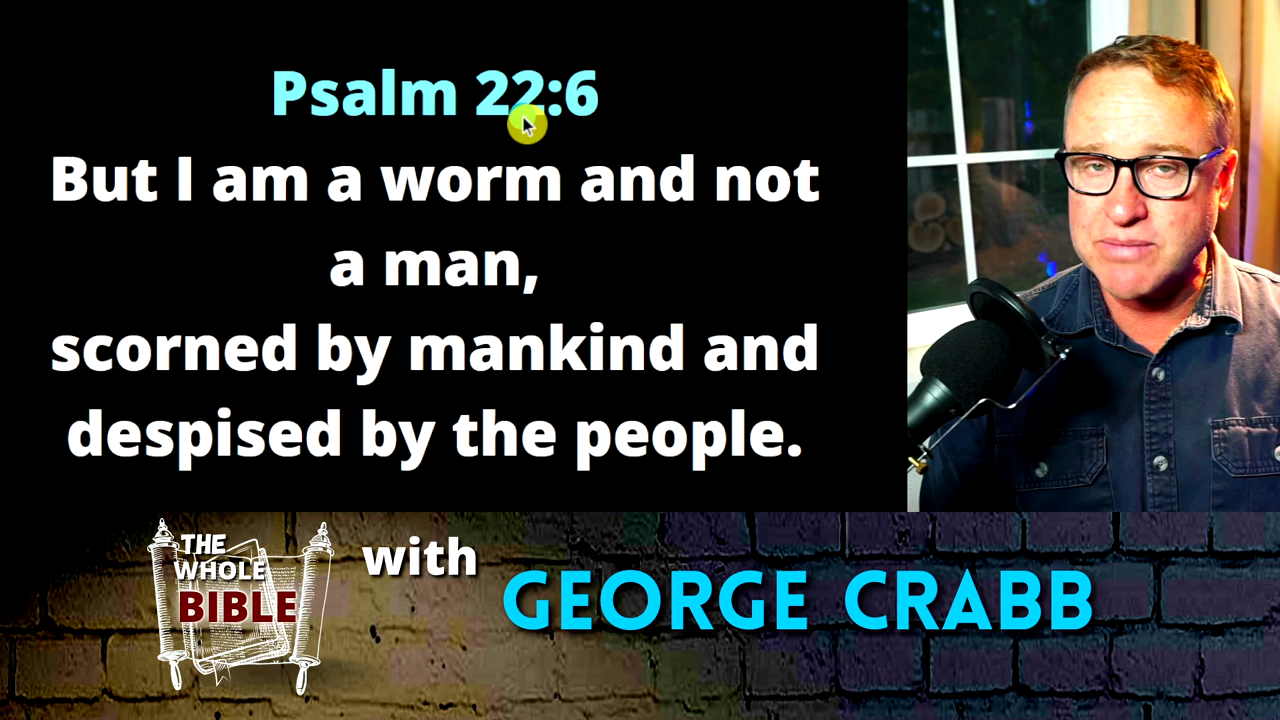 Psalm 22:6
But I am a worm and not
a man,
scorned by mankind and
despised by the people.
THE
WHOLE
BIBLE
with
GEORGE CRABB